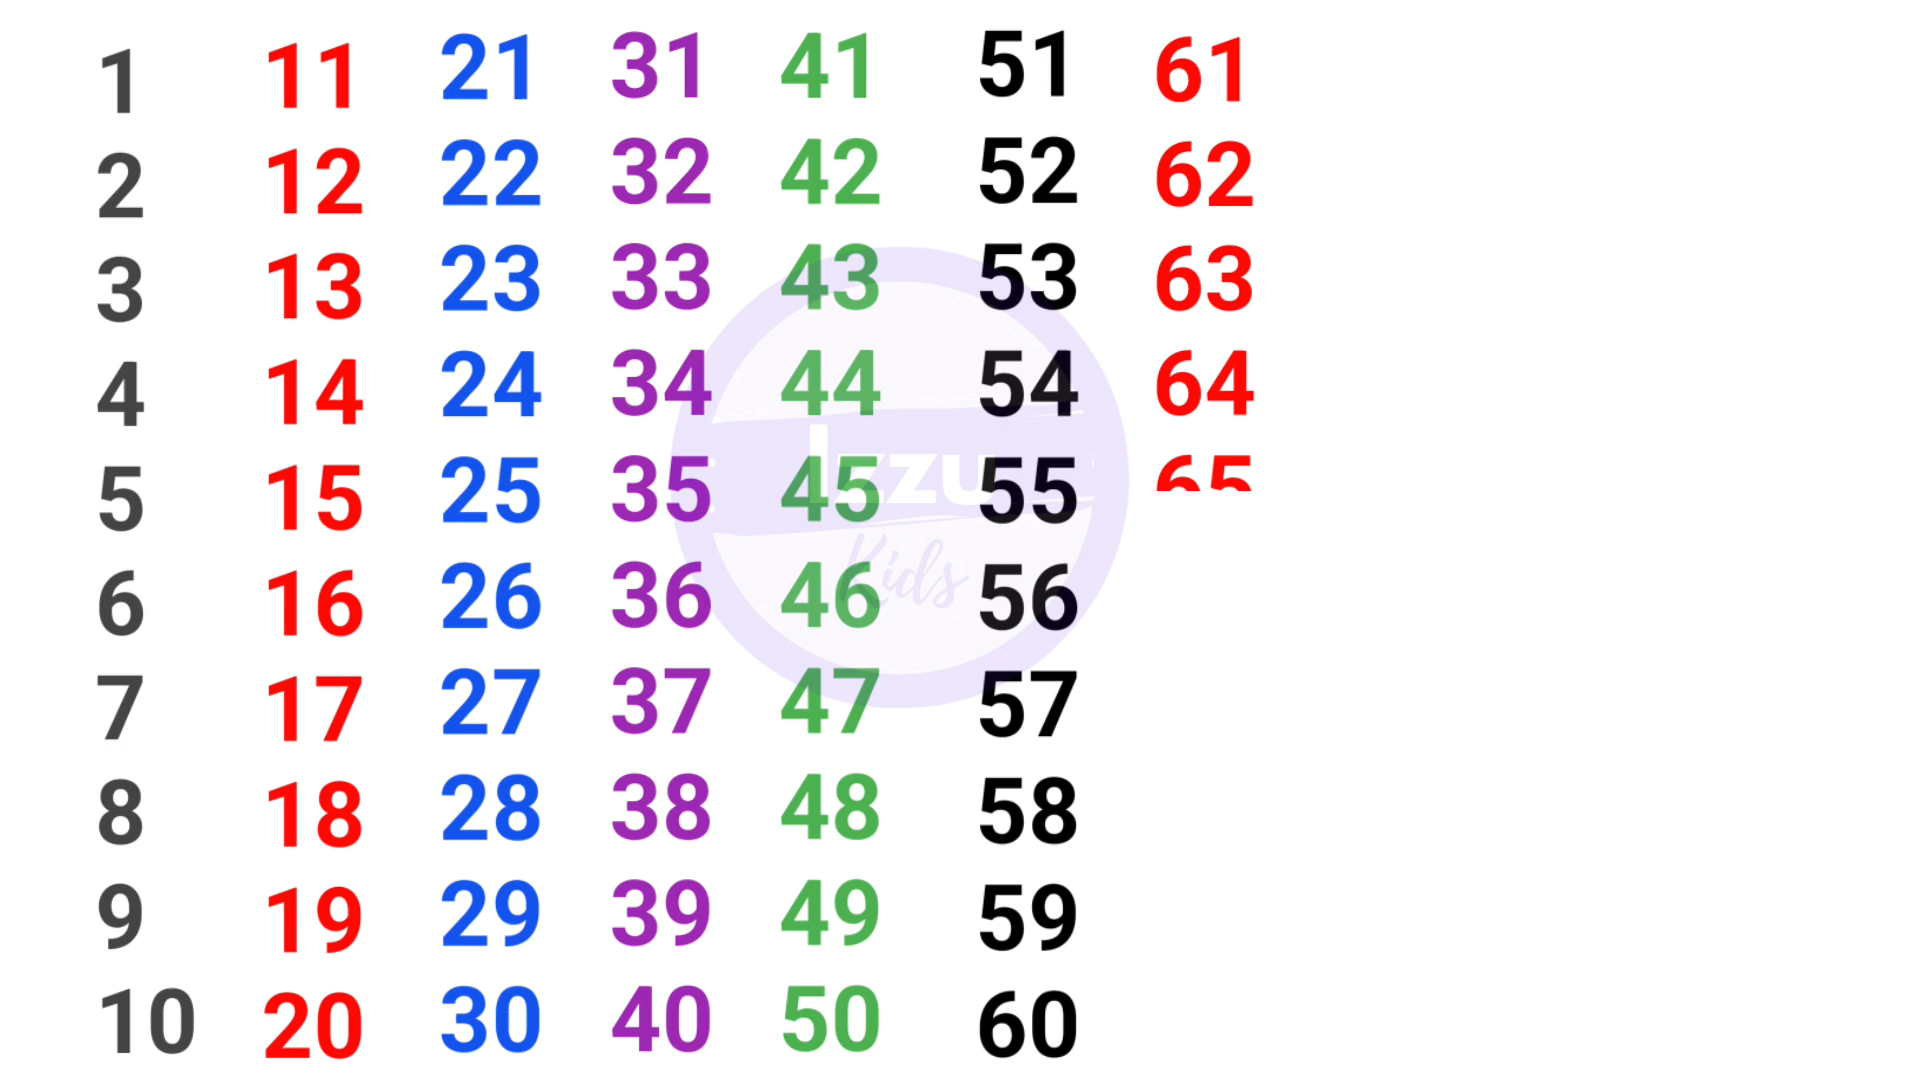 1 11 21 31 41 51 61
2 12 22 32 42 52 62
3 13 23 33 43 53 63
4 14 24 34 44 54 64
5 15 25 35 45 55 65
6 16 26 36 46 56
7 17 27 37 47 57
8 18 28 38 48 58
9 19 29 39 49 59
10 20 30 40 50 60
Izzu
Kids